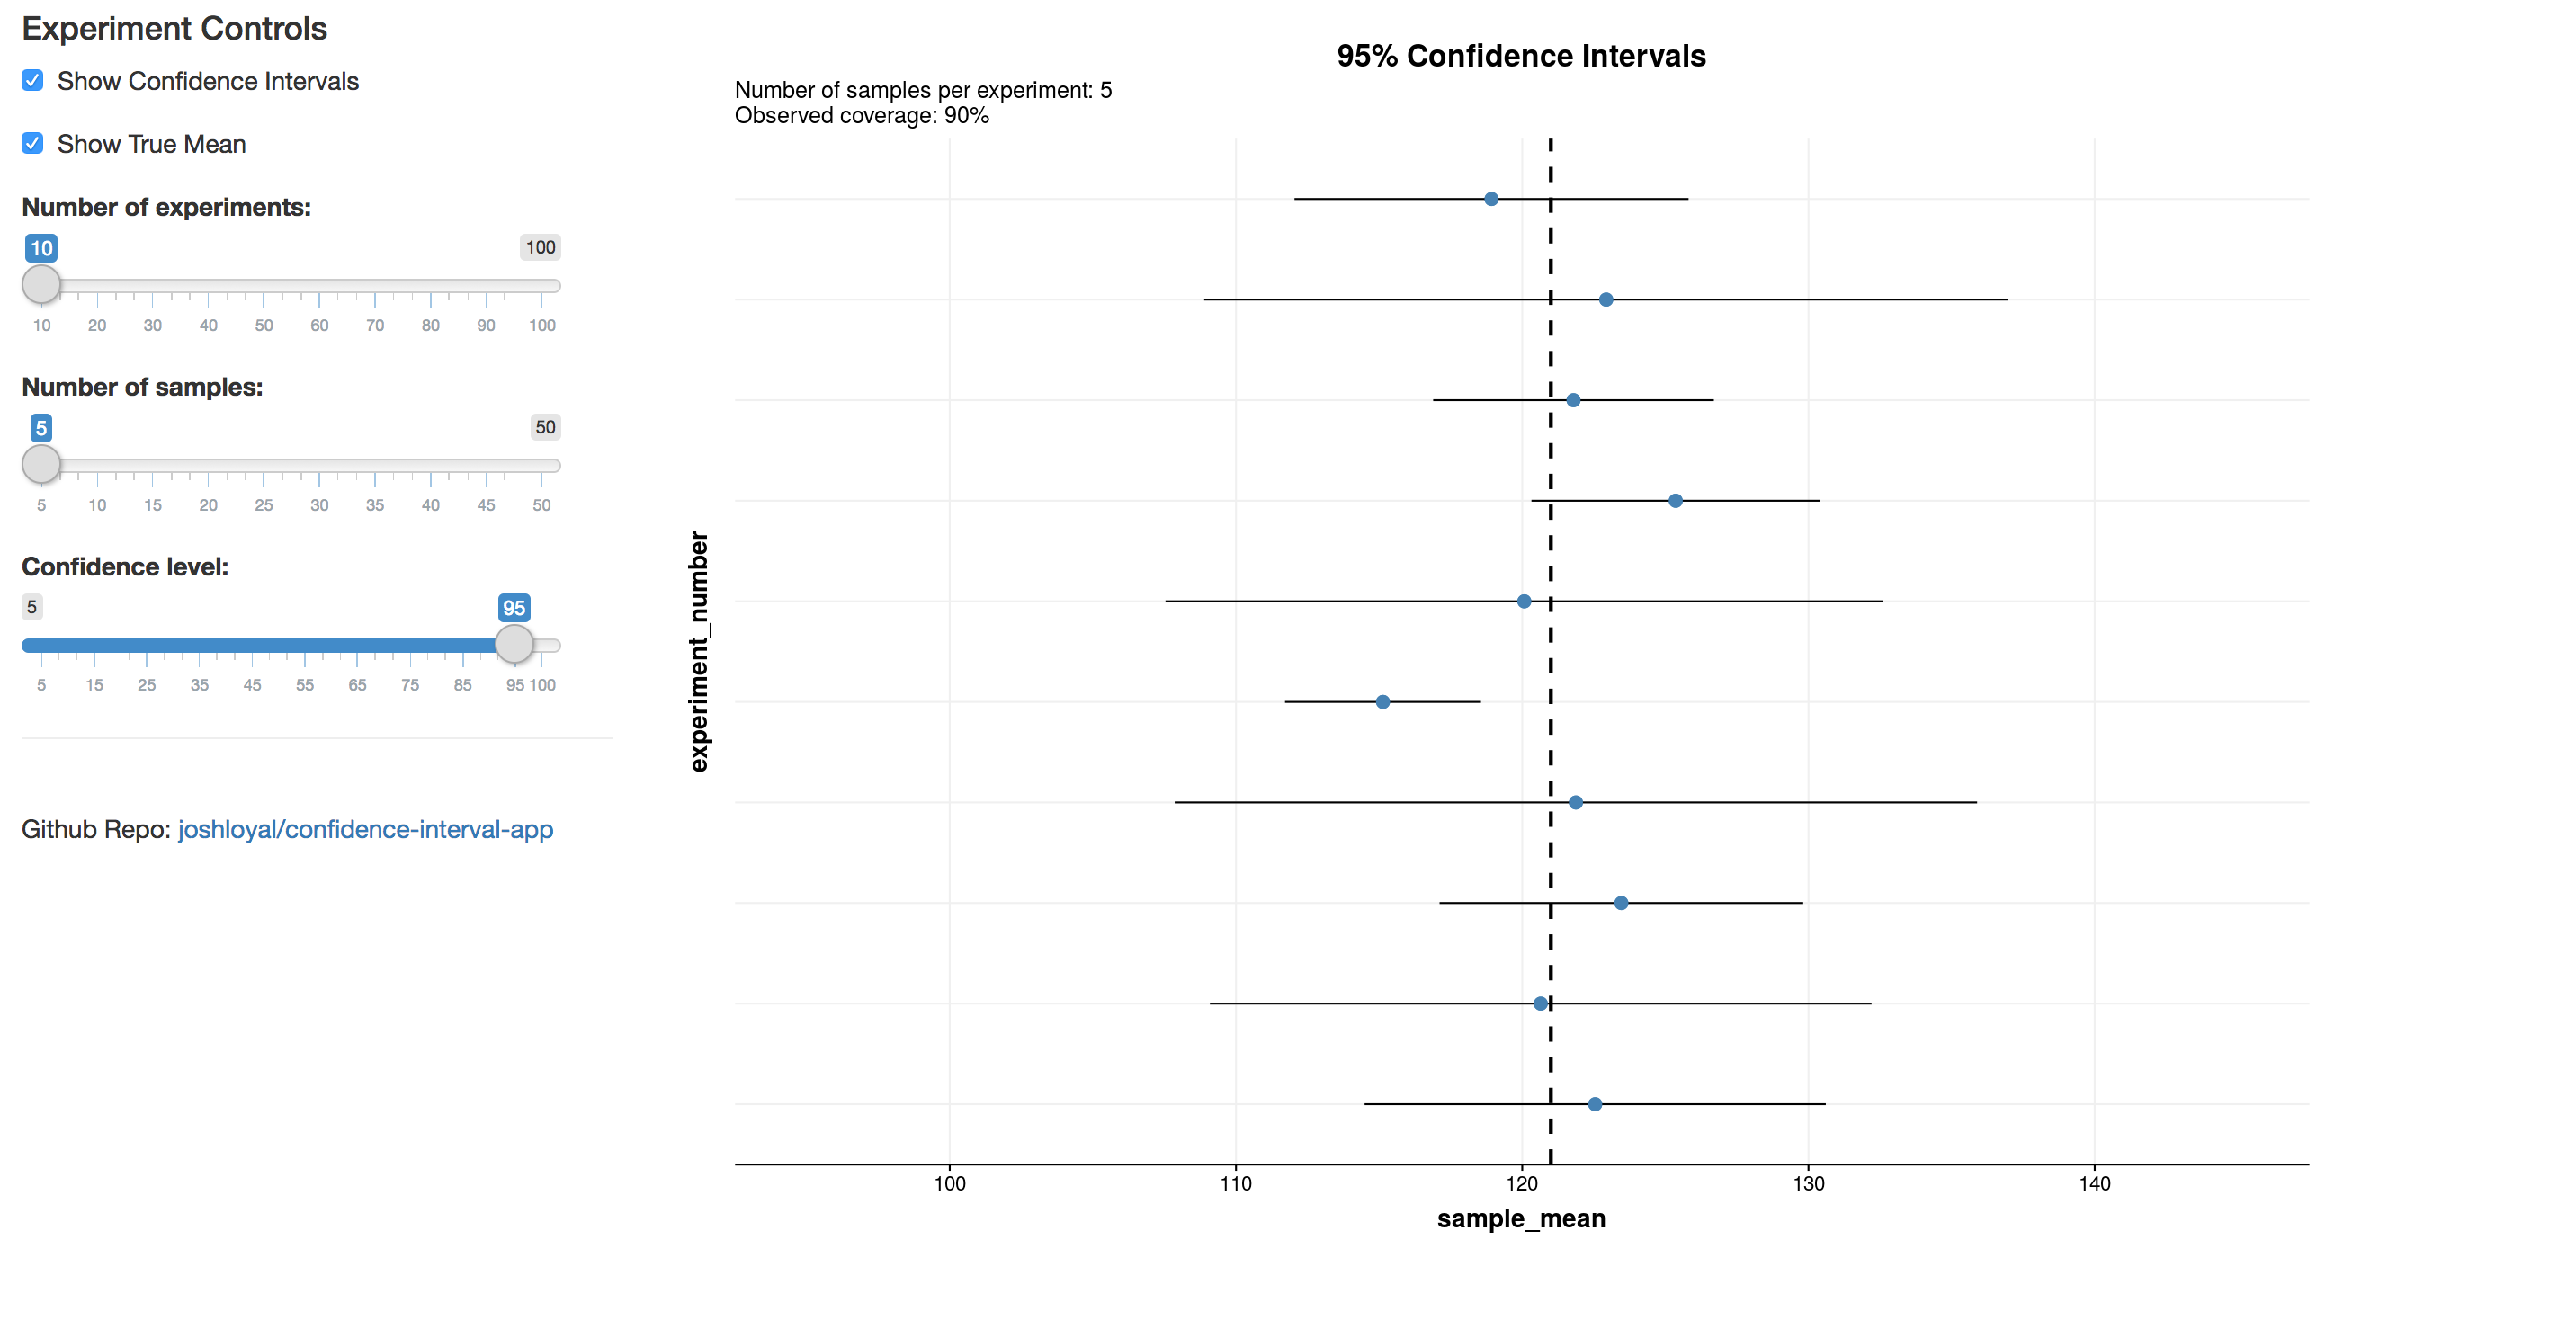 Experiment Controls
Show Confidence Intervals
Show True Mean
Number of experiments:
10 100
10 20 30 40 50 60 70 80 90 100
Number of samples:
5 50
5 10 15 20 25 30 35 40 45 50
Confidence level:
5 95
5 15 25 35 45 55 65 75 85 95 100
Github Repo: joshloyal/confidence-interval-app
95% Confidence Intervals
Number of samples per experiment: 5
Observed coverage: 90%
experiment_number
100 110 120 130 140
sample_mean